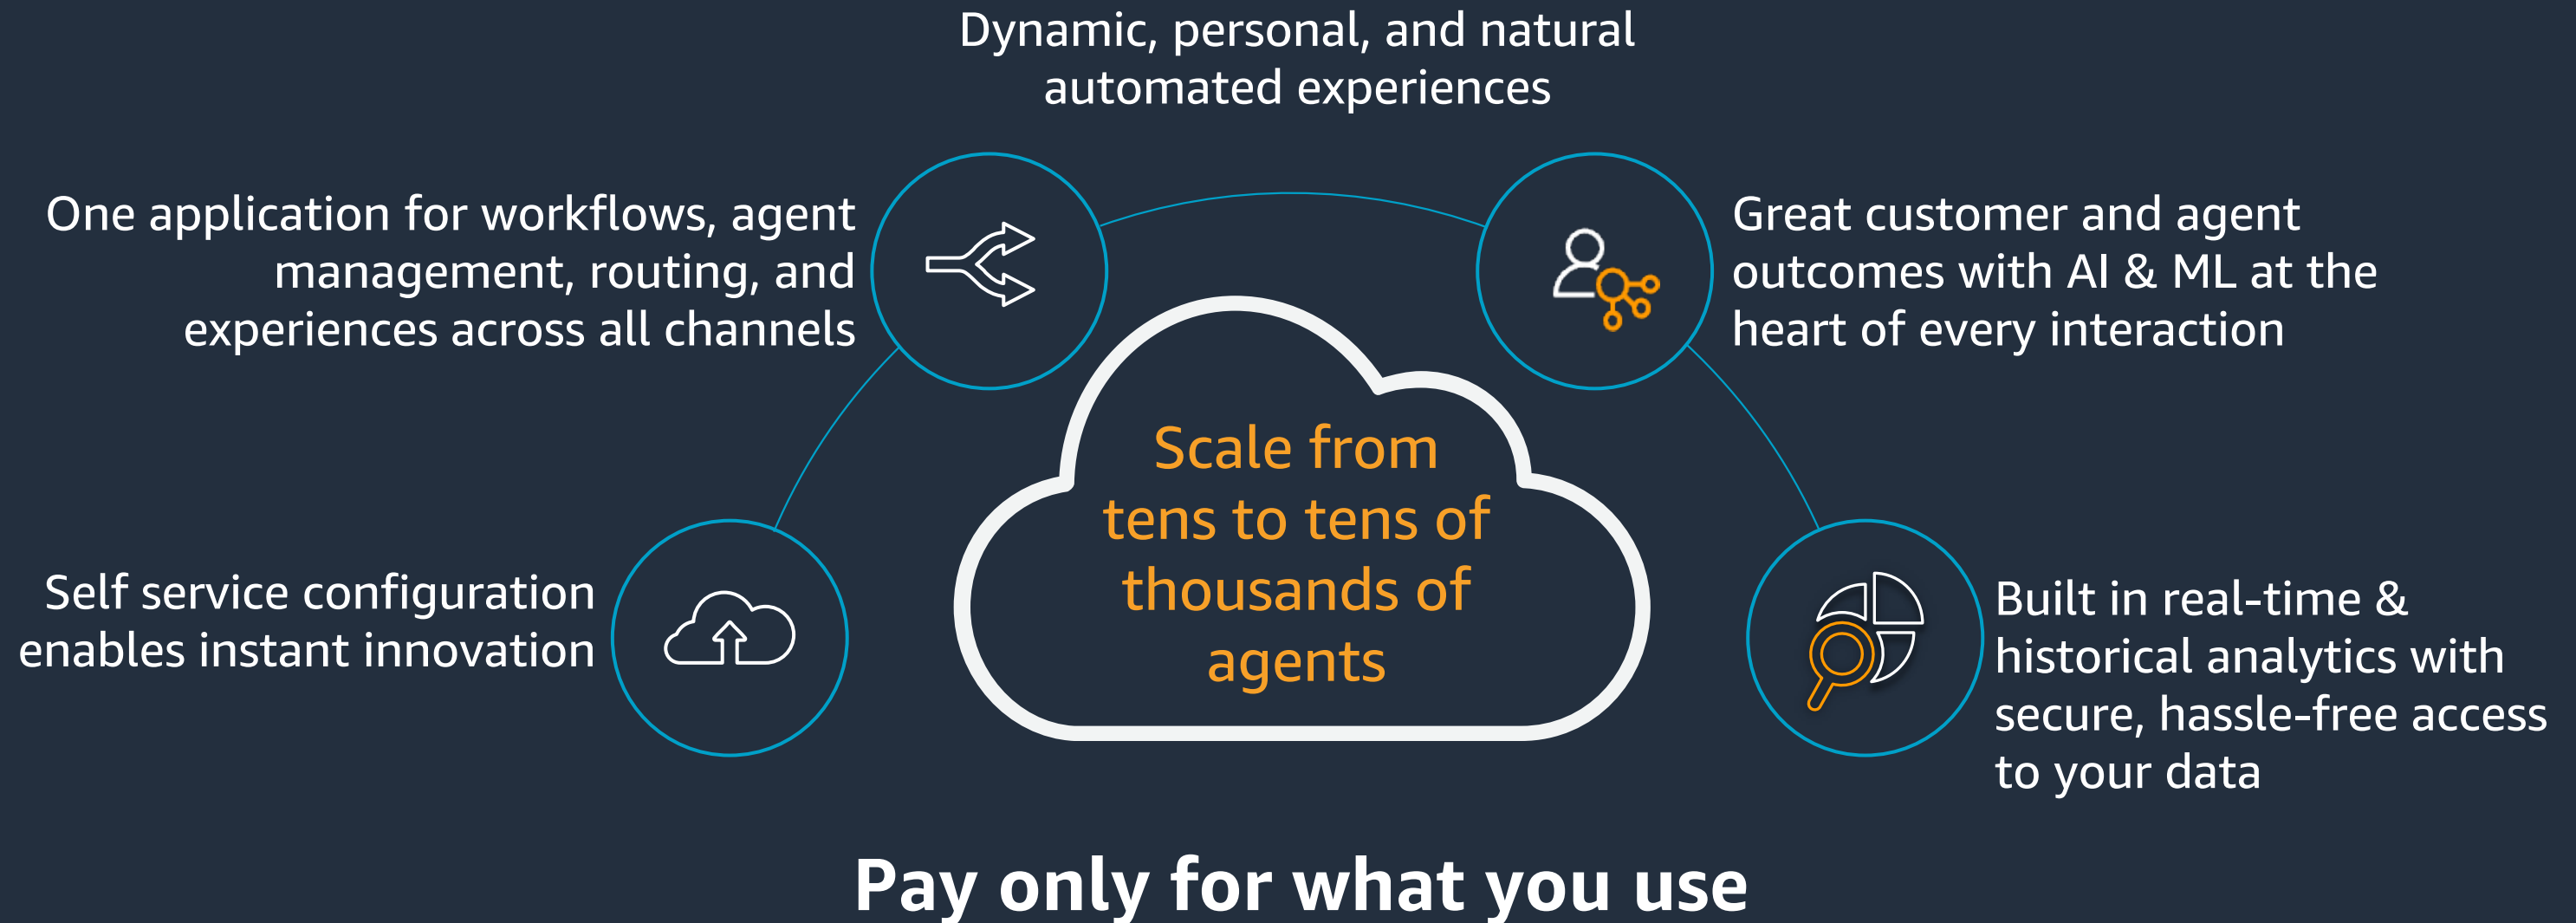 Dynamic, personal, and natural
automated experiences
One application for workflows, agent
management, routing, and
experiences across all channels
Great customer and agent
outcomes with AI & ML at the
heart of every interaction
Scale from
tens to tens of
thousands of
agents
Self service configuration
enables instant innovation
Built in real-time &
historical analytics with
secure, hassle-free access
to your data
Pay only for what you use